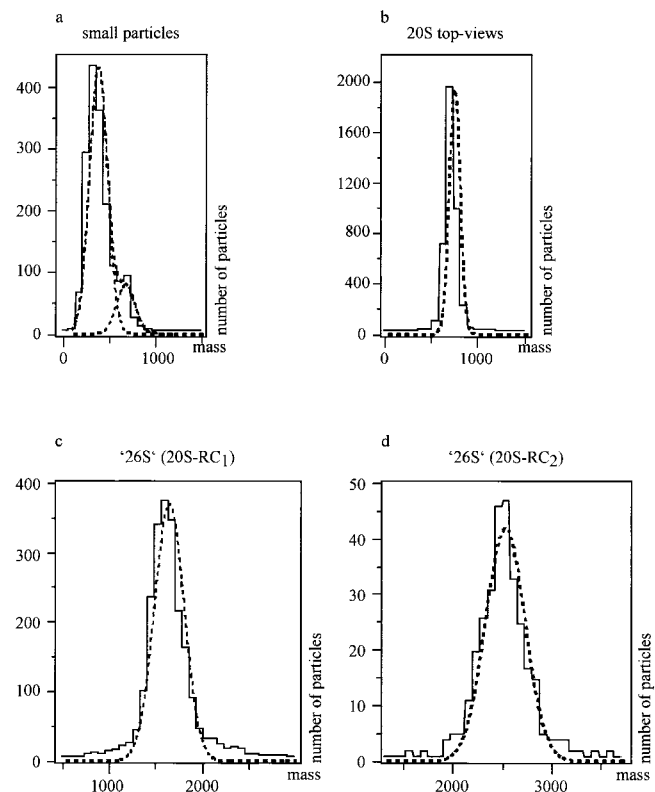 a
small particles
400
300
200
100
0
0
1000
mass
number of particles
b
20S top-views
2000
1600
1200
800
400
0
0
1000
mass
number of particles
c
‘26S‘ (20S-RC1)
400
300
200
100
0
1000
2000
mass
number of particles
d
‘26S‘ (20S-RC2)
50
40
30
20
10
0
2000
3000
mass
number of particles